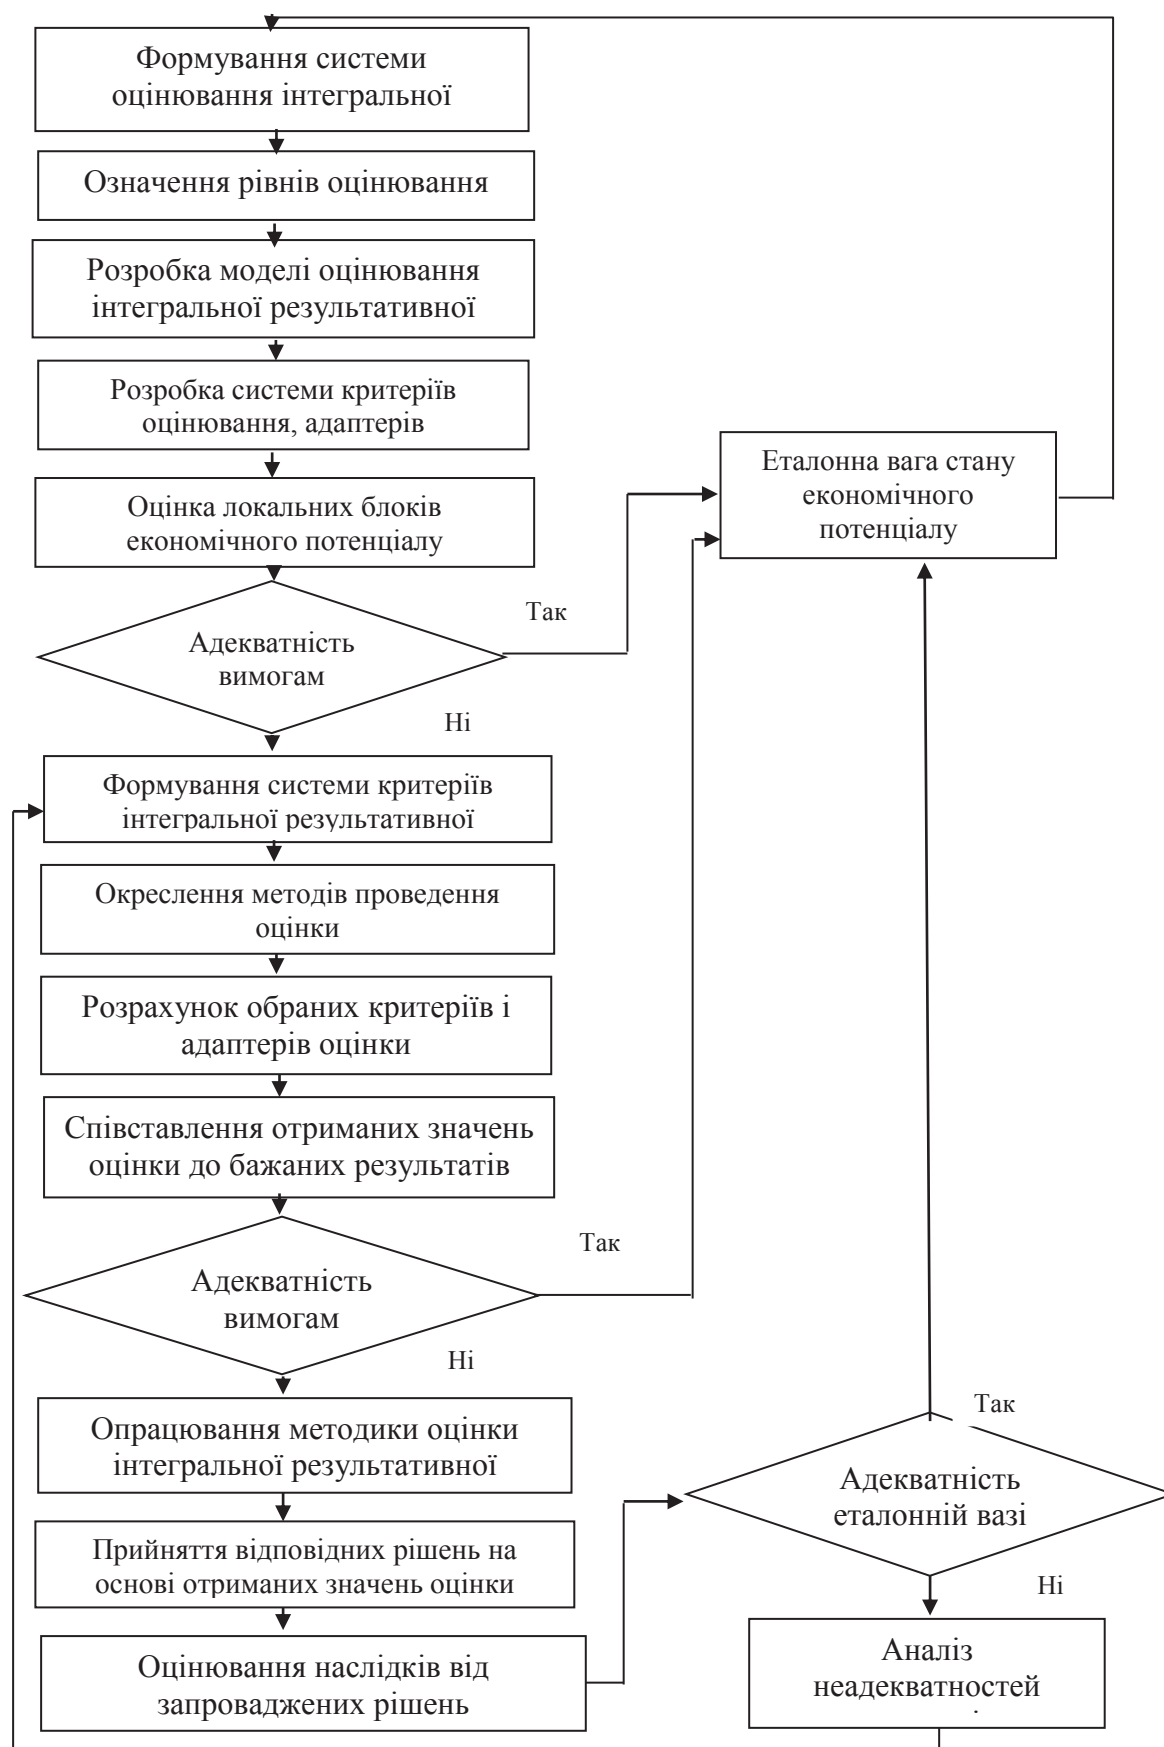 Формування системи
оцінювання інтегральної
Означення рівнів оцінювання
Розробка моделі оцінювання
інтегральної результативної
Розробка системи критеріїв
оцінювання, адаптерів
Оцінка локальних блоків
економічного потенціалу
Еталонна вага стану
економічного
потенціалу
Так
Адекватність
вимогам
Ні
Формування системи критеріїв
інтегральної результативної
Окреслення методів проведення
оцінки
Розрахунок обраних критеріїв і
адаптерів оцінки
Співставлення отриманих значень
оцінки до бажаних результатів
Так
Адекватність
вимогам
Ні
Опрацювання методики оцінки
інтегральної результативної
Прийняття відповідних рішень на
основі отриманих значень оцінки
Оцінювання наслідків від
запроваджених рішень
Так
Адекватність
еталонній вазі
Ні
Аналіз
неадекватностей